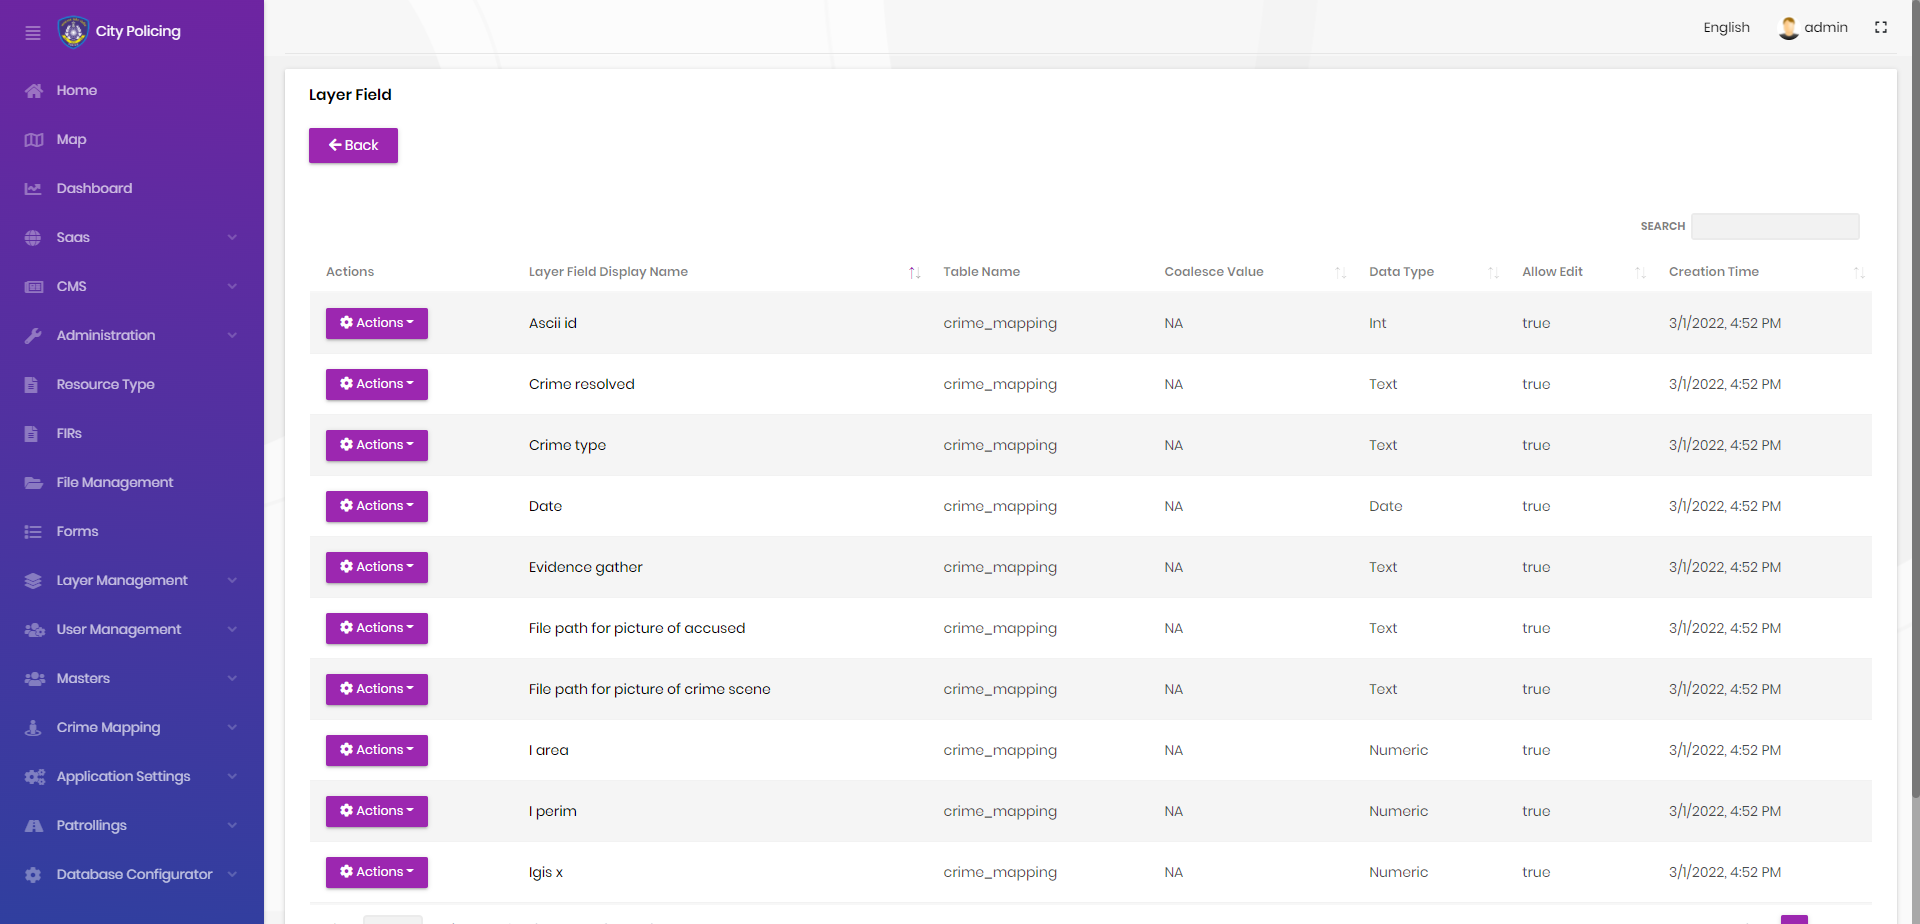 City Policing
English
admin
Home
Map
Dashboard
Saas
CMS
Administration
Resource Type
FIRs
File Management
Forms
Layer Management
User Management
Masters
Crime Mapping
Application Settings
Patrollings
Database Configurator
Layer Field
Back
SEARCH
Actions Layer Field Display Name Table Name Coalesce Value Data Type Allow Edit Creation Time
Actions Ascii id crime_mapping NA Int true 3/1/2022, 4:52 PM
Actions Crime resolved crime_mapping NA Text true 3/1/2022, 4:52 PM
Actions Crime type crime_mapping NA Text true 3/1/2022, 4:52 PM
Actions Date crime_mapping NA Date true 3/1/2022, 4:52 PM
Actions Evidence gather crime_mapping NA Text true 3/1/2022, 4:52 PM
Actions File path for picture of accused crime_mapping NA Text true 3/1/2022, 4:52 PM
Actions File path for picture of crime scene crime_mapping NA Text true 3/1/2022, 4:52 PM
Actions I area crime_mapping NA Numeric true 3/1/2022, 4:52 PM
Actions I perim crime_mapping NA Numeric true 3/1/2022, 4:52 PM
Actions Igis x crime_mapping NA Numeric true 3/1/2022, 4:52 PM